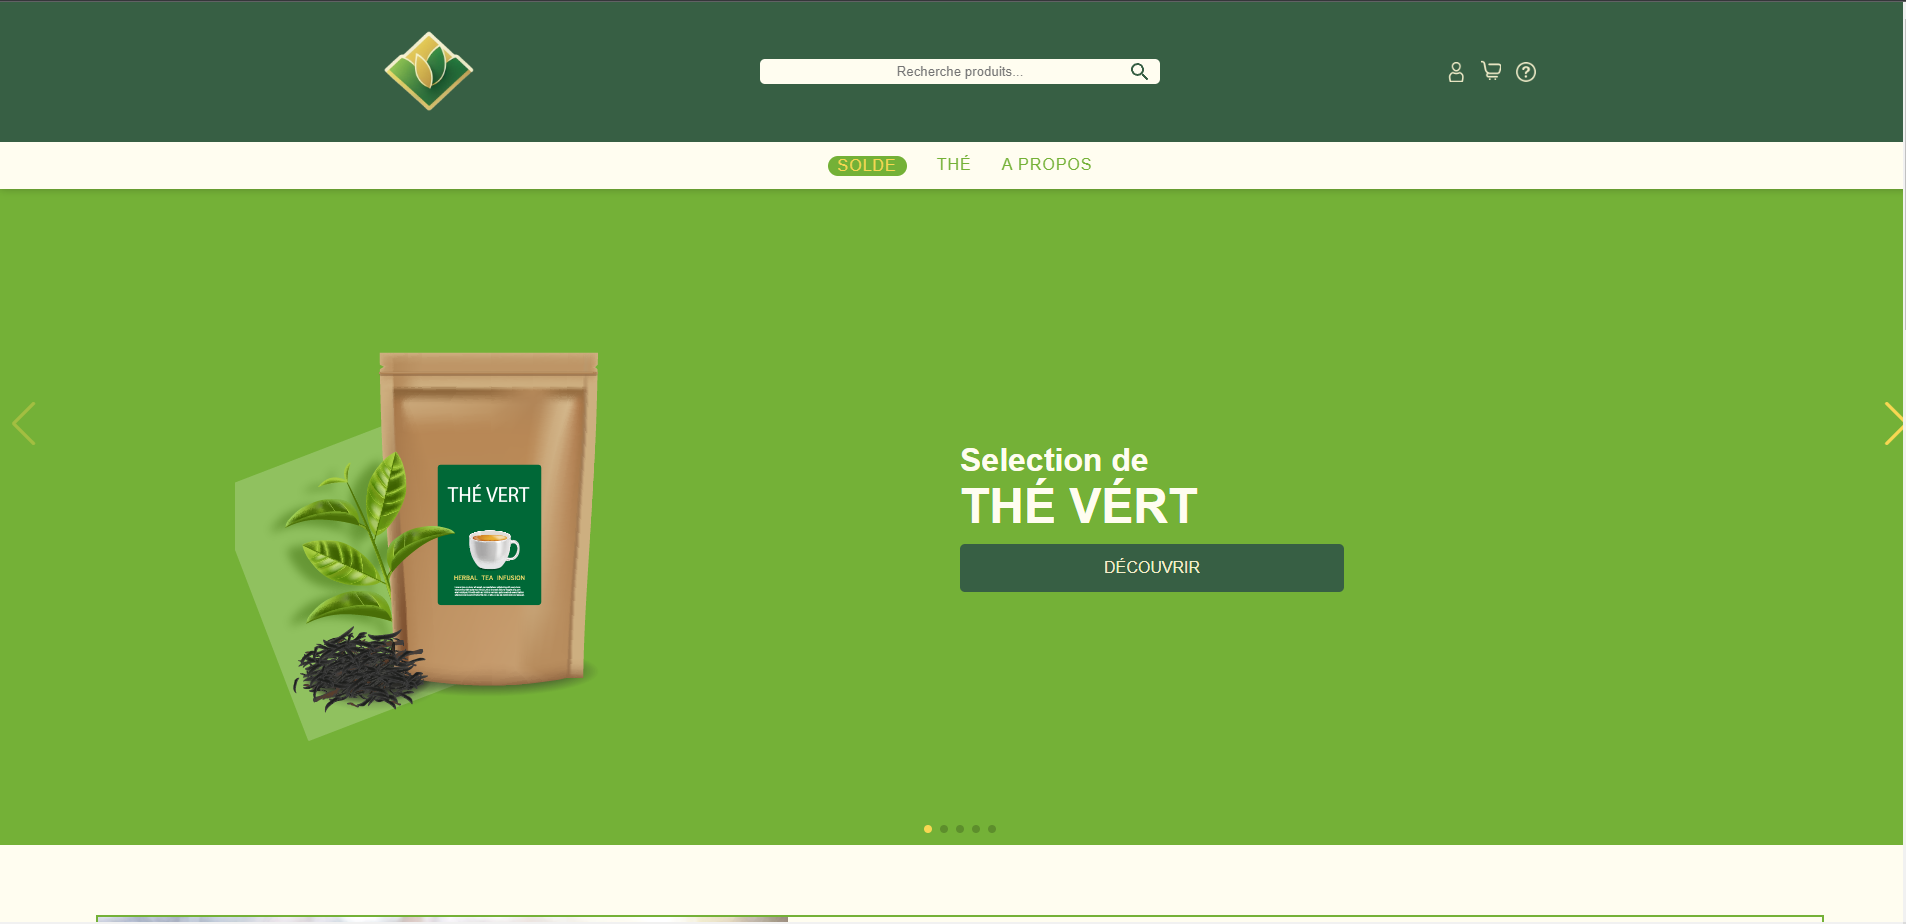 Recherche produits...
SOLDE
THÉ
A PROPOS
THÉ VERT
HERBAL TEA INFUSION
Selection de
THÉ VÉRT
DÉCOUVRIR